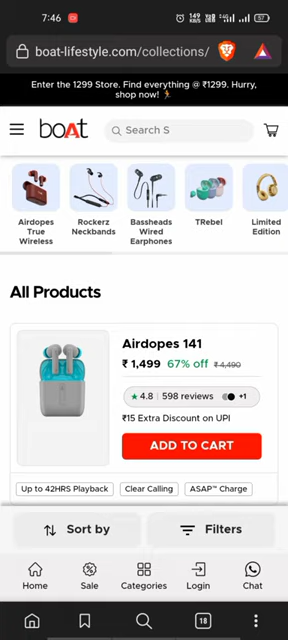 7:46
149
57
boat-lifestyle.com/collections/
Enter the 1299 Store. Find everything @ ₹1299. Hurry,
shop now! 🏃
boAt
Search S
Airdopes
True
Wireless
Rockerz
Neckbands
Bassheads
Wired
Earphones
TRebel
Limited
Edition
All Products
Airdopes 141
₹ 1,499 67% off ₹ 4,490
★ 4.8 | 598 reviews +1
₹15 Extra Discount on UPI
ADD TO CART
Up to 42HRS Playback Clear Calling ASAP™ Charge
Sort by Filters
Home Sale Categories Login Chat
18